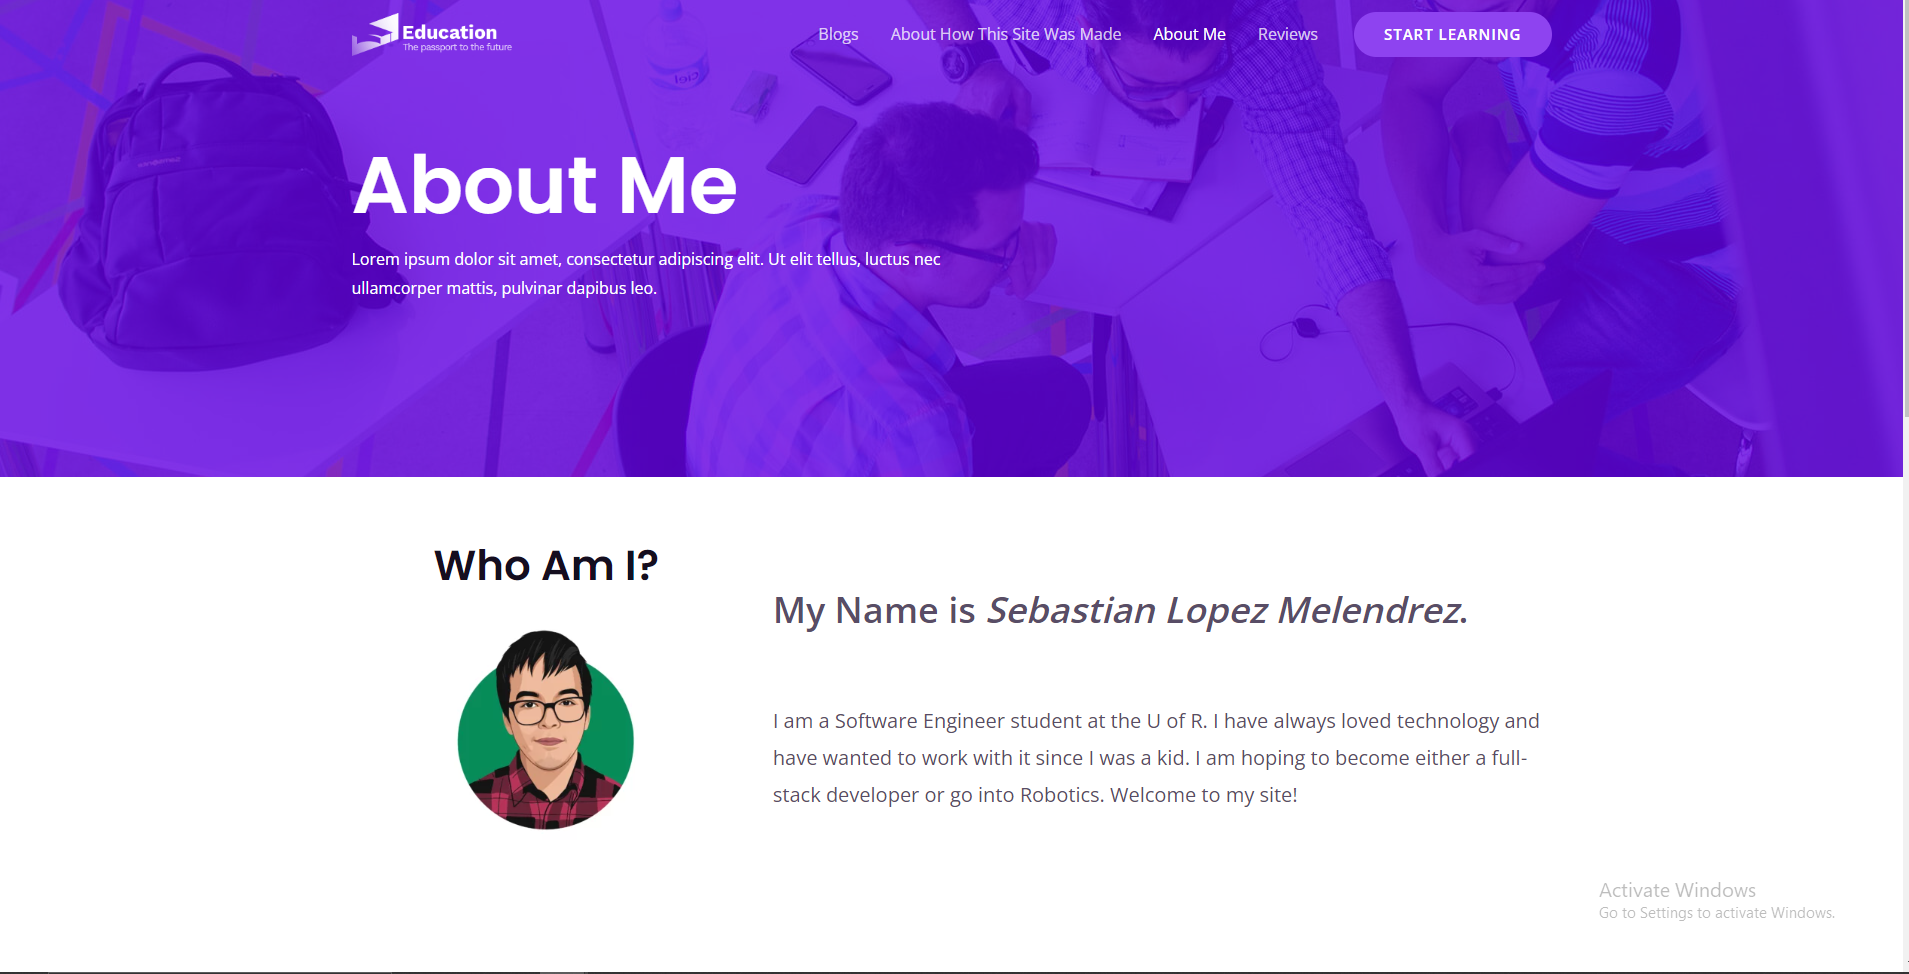 Education
The passport to the future
Blogs
About How This Site Was Made
About Me
Reviews
START LEARNING
About Me
Lorem ipsum dolor sit amet, consectetur adipiscing elit. Ut elit tellus, luctus nec
ullamcorper mattis, pulvinar dapibus leo.
Who Am I?
My Name is Sebastian Lopez Melendrez.
I am a Software Engineer student at the U of R. I have always loved technology and
have wanted to work with it since I was a kid. I am hoping to become either a full-
stack developer or go into Robotics. Welcome to my site!
Activate Windows
Go to Settings to activate Windows.